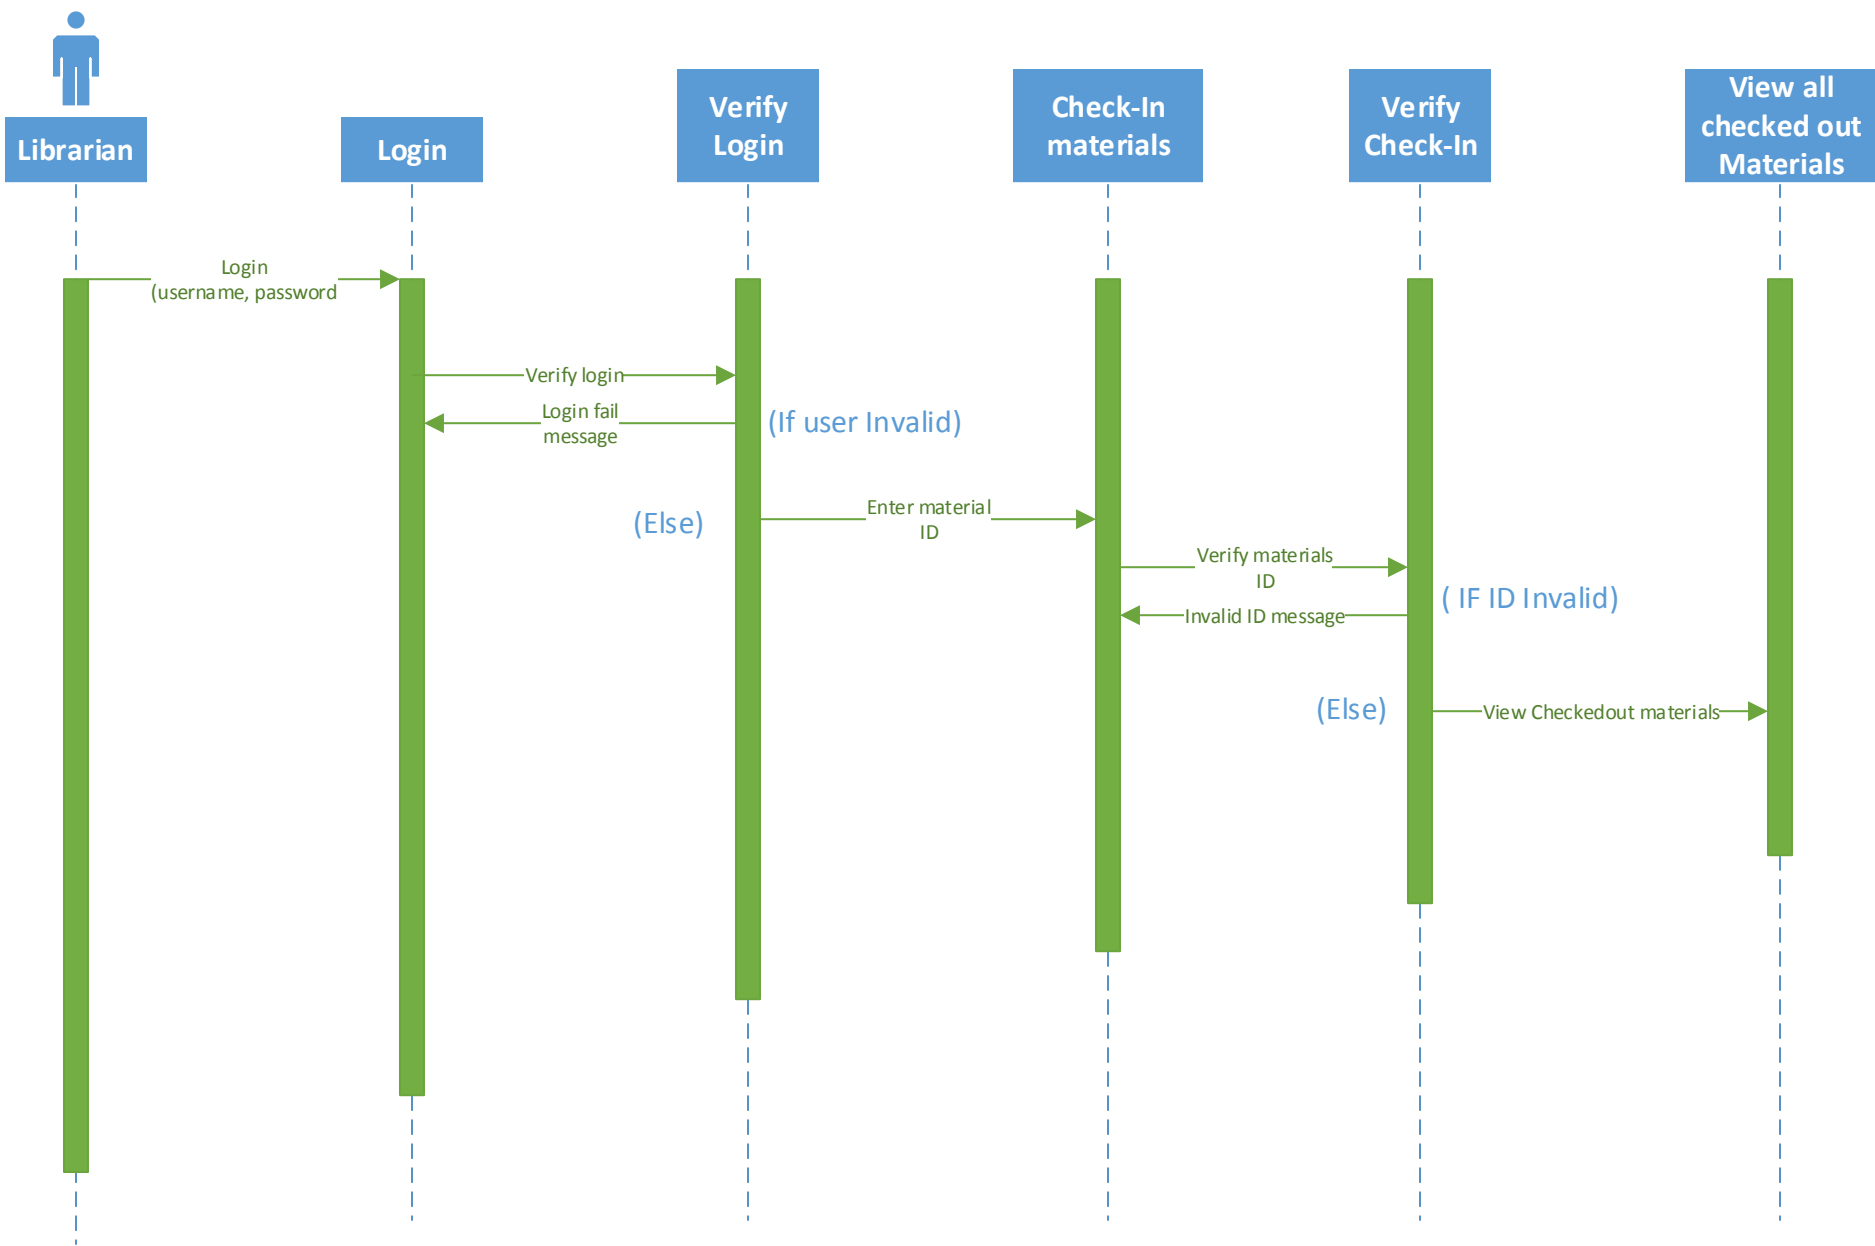 Librarian
Login
Verify
Login
Check-In
materials
Verify
Check-In
View all
checked out
Materials
Login
(username, password
Verify login
Login fail
message
(If user Invalid)
(Else)
Enter material
ID
Verify materials
ID
( IF ID Invalid)
Invalid ID message
(Else)
View Checkedout materials